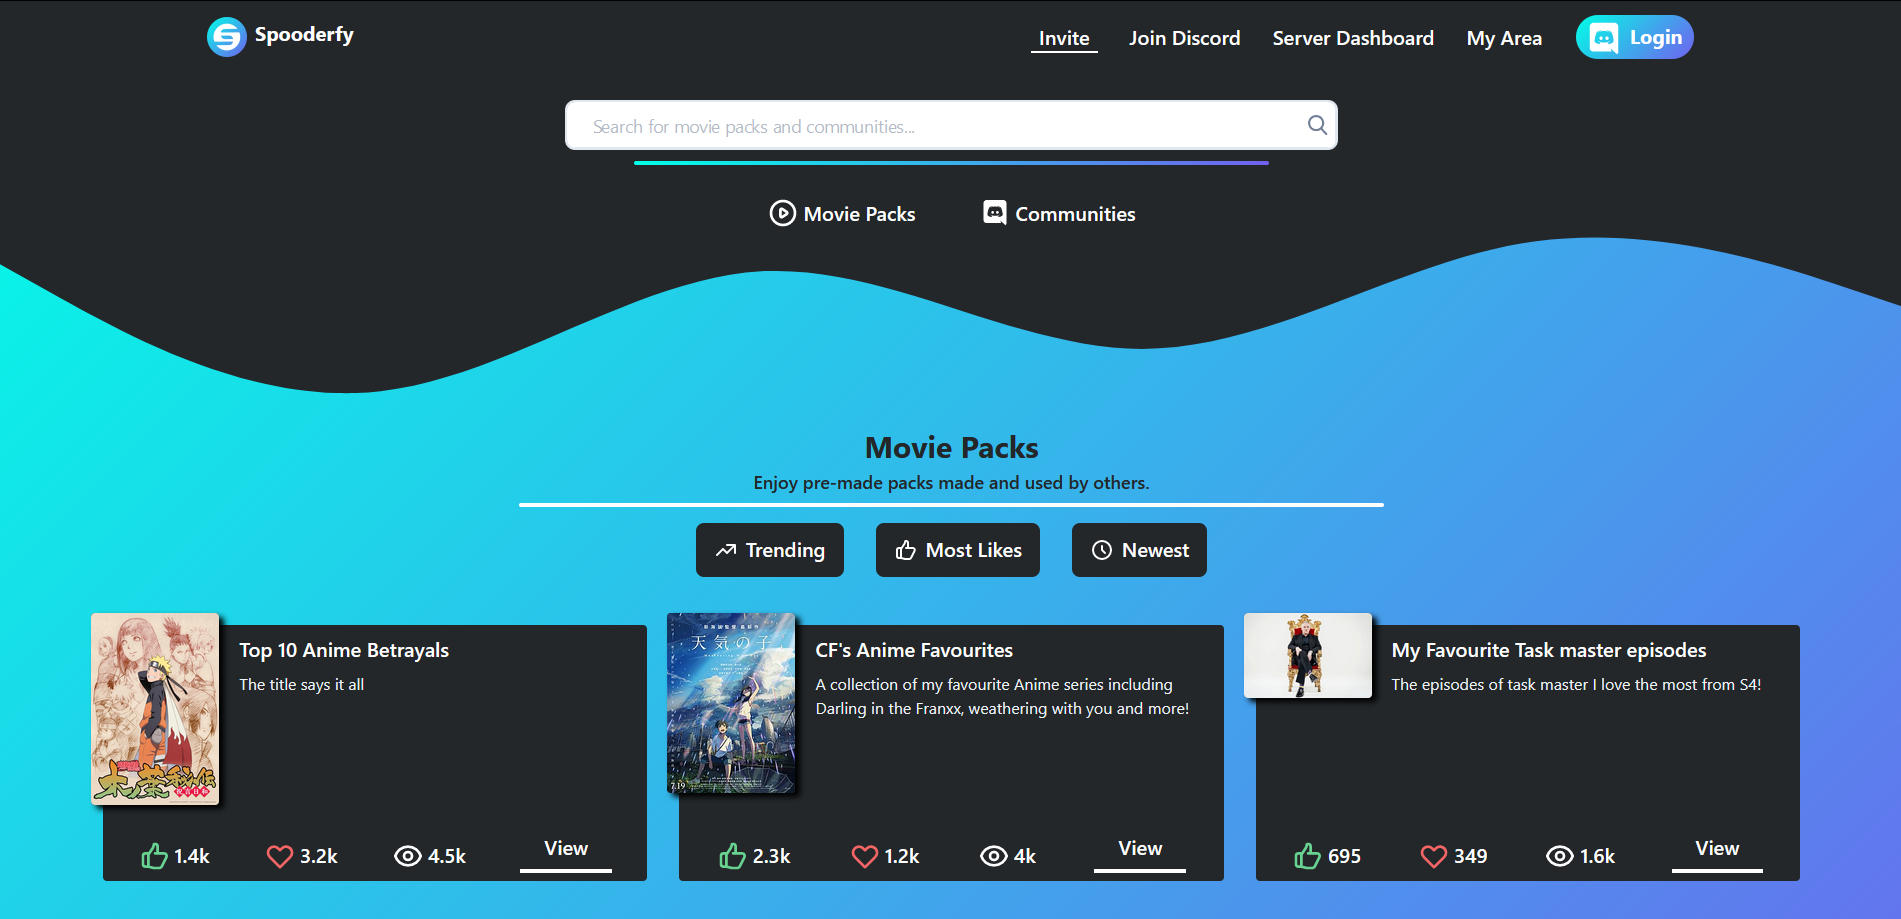 Spooderfy
Invite
Join Discord
Server Dashboard
My Area
Login
Search for movie packs and communities...
Movie Packs
Communities
Movie Packs
Enjoy pre-made packs made and used by others.
Trending
Most Likes
Newest
Top 10 Anime Betrayals
The title says it all
1.4k
3.2k
4.5k
View
天気の子
7.19
CF's Anime Favourites
A collection of my favourite Anime series including
Darling in the Franxx, weathering with you and more!
2.3k
1.2k
4k
View
My Favourite Task master episodes
The episodes of task master I love the most from S4!
695
349
1.6k
View